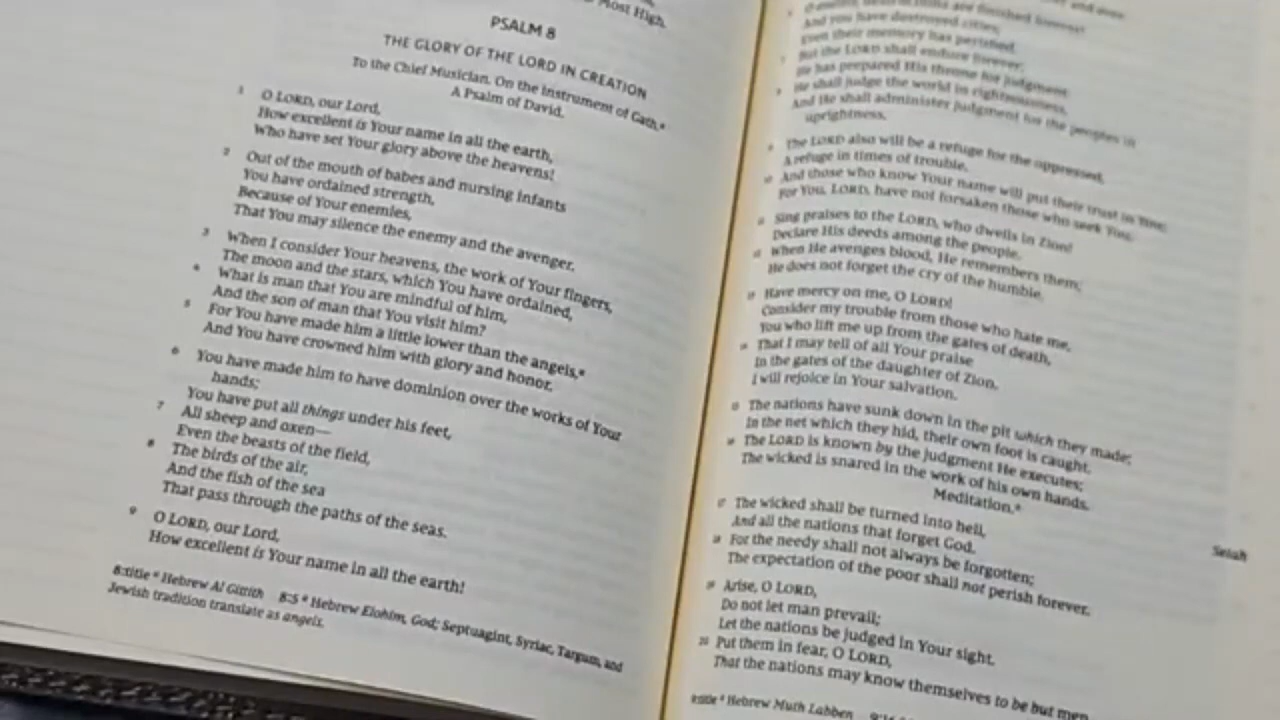 Most High.
PSALM 8
THE GLORY OF THE LORD IN CREATION
To the Chief Musician. On the instrument of Gath.*
A Psalm of David.
1 O LORD, our Lord,
How excellent is Your name in all the earth,
Who have set Your glory above the heavens!
2 Out of the mouth of babes and nursing infants
You have ordained strength,
Because of Your enemies,
That You may silence the enemy and the avenger.
3 When I consider Your heavens, the work of Your fingers,
The moon and the stars, which You have ordained,
4 What is man that You are mindful of him,
And the son of man that You visit him?
5 For You have made him a little lower than the angels,*
And You have crowned him with glory and honor.
6 You have made him to have dominion over the works of Your
hands;
You have put all things under his feet,
7 All sheep and oxen—
Even the beasts of the field,
8 The birds of the air,
And the fish of the sea
That pass through the paths of the seas.
9 O LORD, our Lord,
How excellent is Your name in all the earth!
8:title * Hebrew Al Gittith 8:5 * Hebrew Elohim, God; Septuagint, Syriac, Targum, and
Jewish tradition translate as angels.
are finished forever!
And you have destroyed cities;
Even their memory has perished.
7 But the LORD shall endure forever;
He has prepared His throne for judgment.
8 He shall judge the world in righteousness,
And He shall administer judgment for the peoples in
uprightness.
9 The LORD also will be a refuge for the oppressed,
A refuge in times of trouble.
10 And those who know Your name will put their trust in You;
For You, LORD, have not forsaken those who seek You.
11 Sing praises to the LORD, who dwells in Zion!
Declare His deeds among the people.
12 When He avenges blood, He remembers them;
He does not forget the cry of the humble.
13 Have mercy on me, O LORD!
Consider my trouble from those who hate me,
You who lift me up from the gates of death,
14 That I may tell of all Your praise
In the gates of the daughter of Zion.
I will rejoice in Your salvation.
15 The nations have sunk down in the pit which they made;
In the net which they hid, their own foot is caught.
16 The LORD is known by the judgment He executes;
The wicked is snared in the work of his own hands.
Meditation.*
Selah
17 The wicked shall be turned into hell,
And all the nations that forget God.
18 For the needy shall not always be forgotten;
The expectation of the poor shall not perish forever.
19 Arise, O LORD,
Do not let man prevail;
Let the nations be judged in Your sight.
20 Put them in fear, O LORD,
That the nations may know themselves to be but men.
9:title * Hebrew Muth Labben